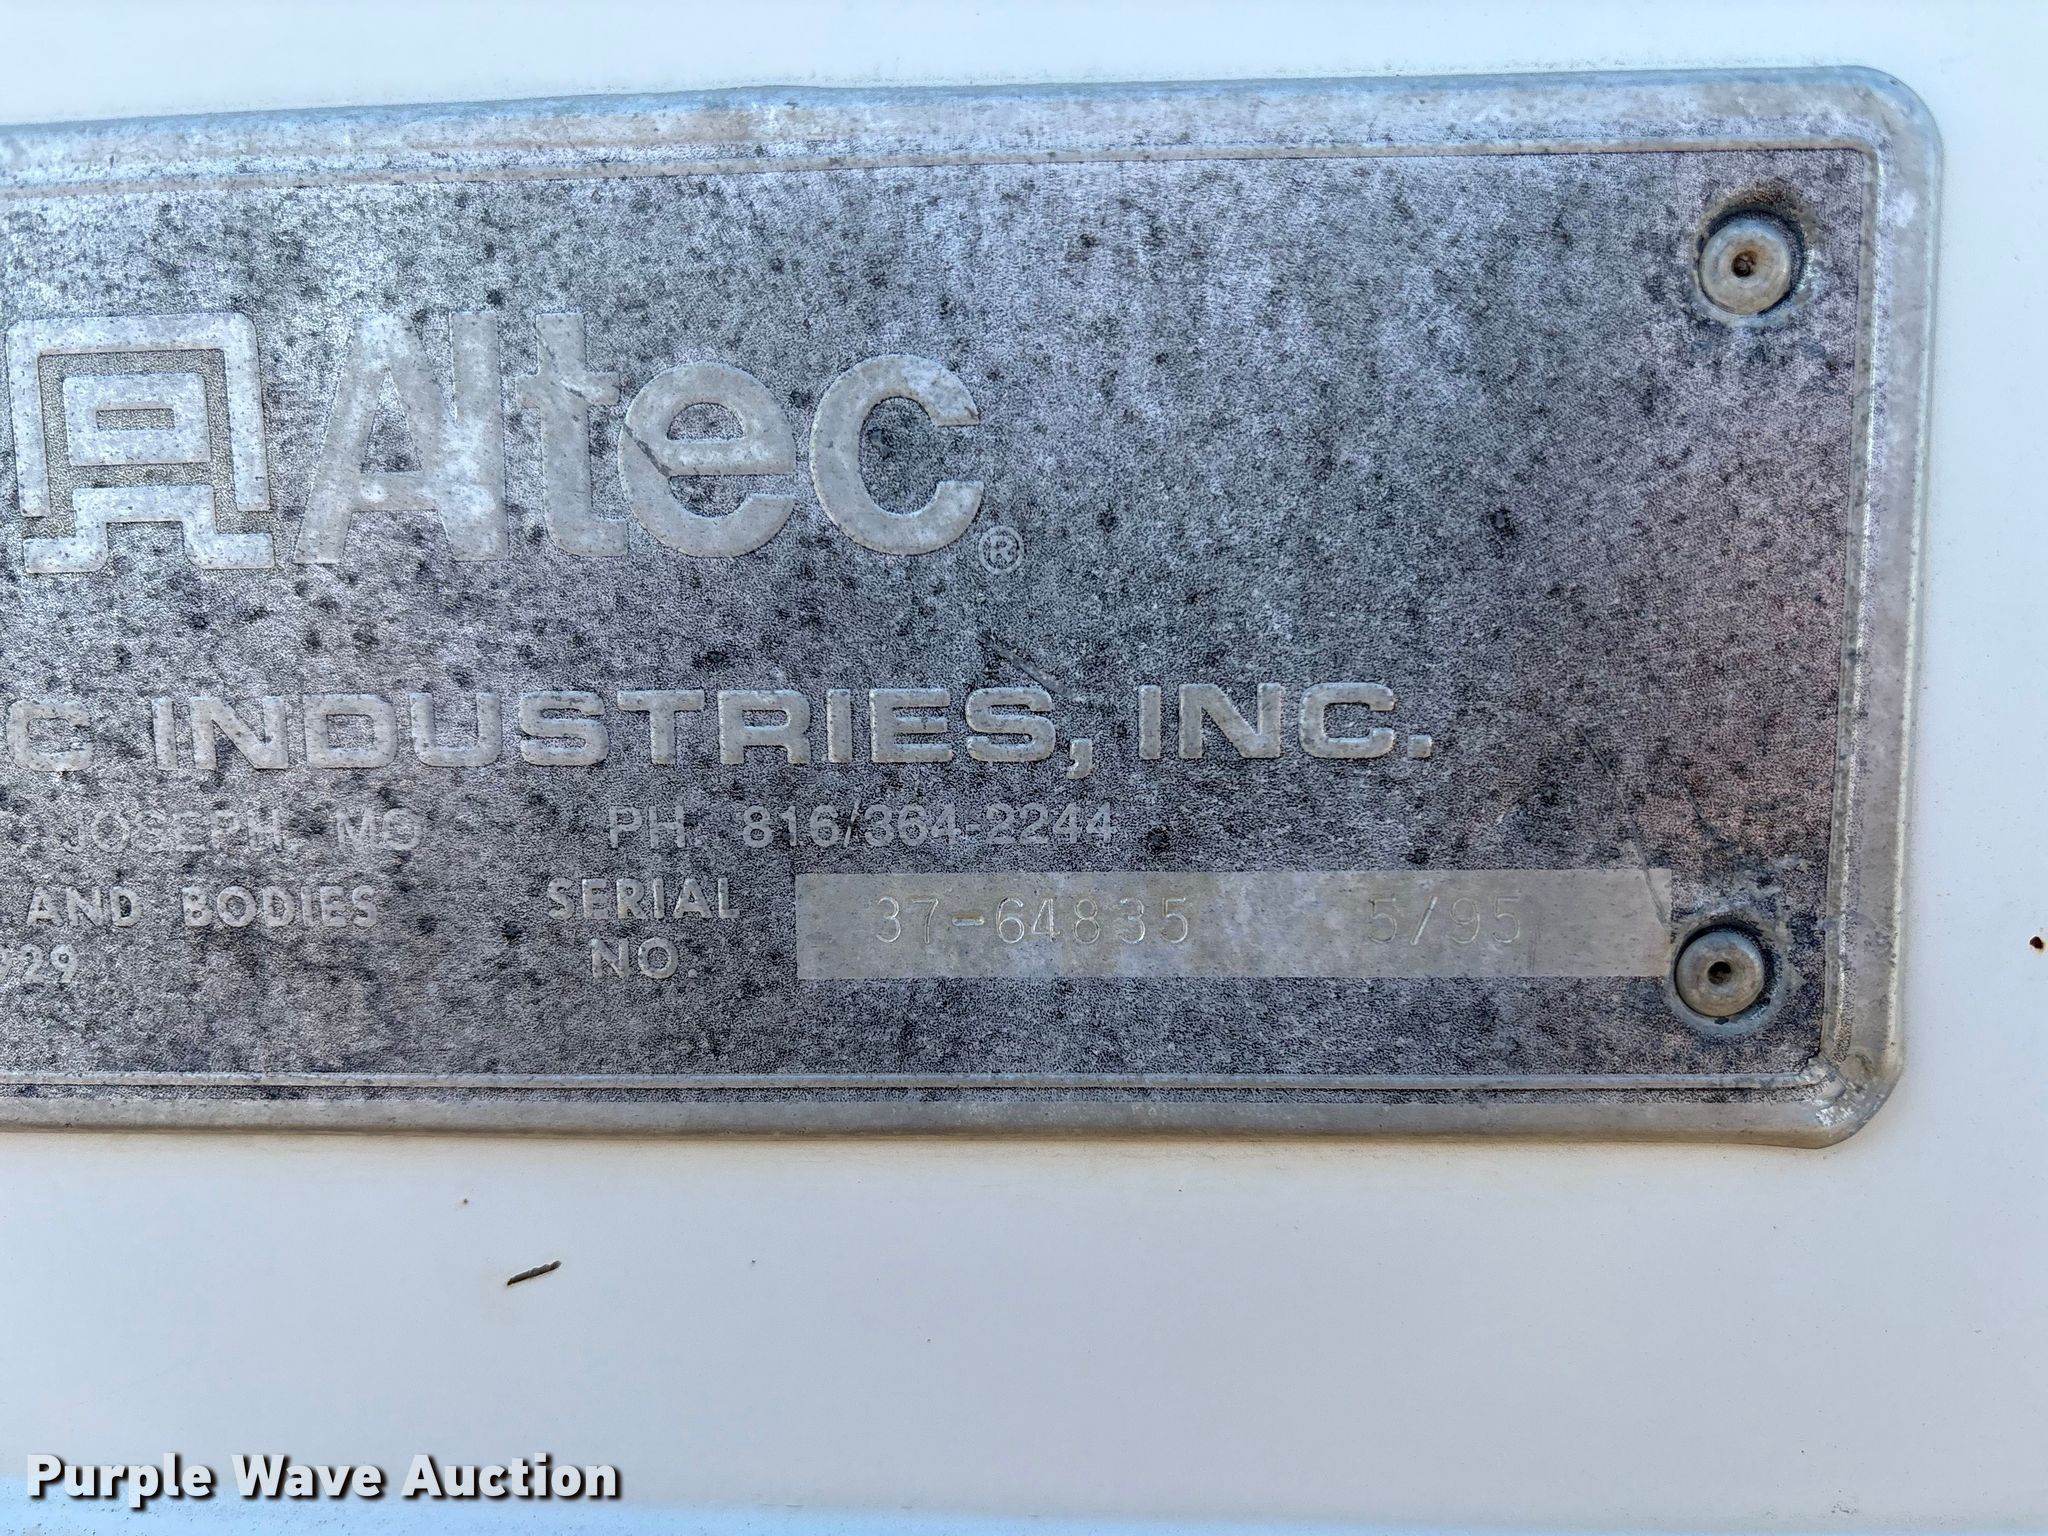 Altec®
C INDUSTRIES, INC.
JOSEPH, MO PH. 816/364-2244
AND BODIES SERIAL NO. 37-64835 5/95
929
Purple Wave Auction